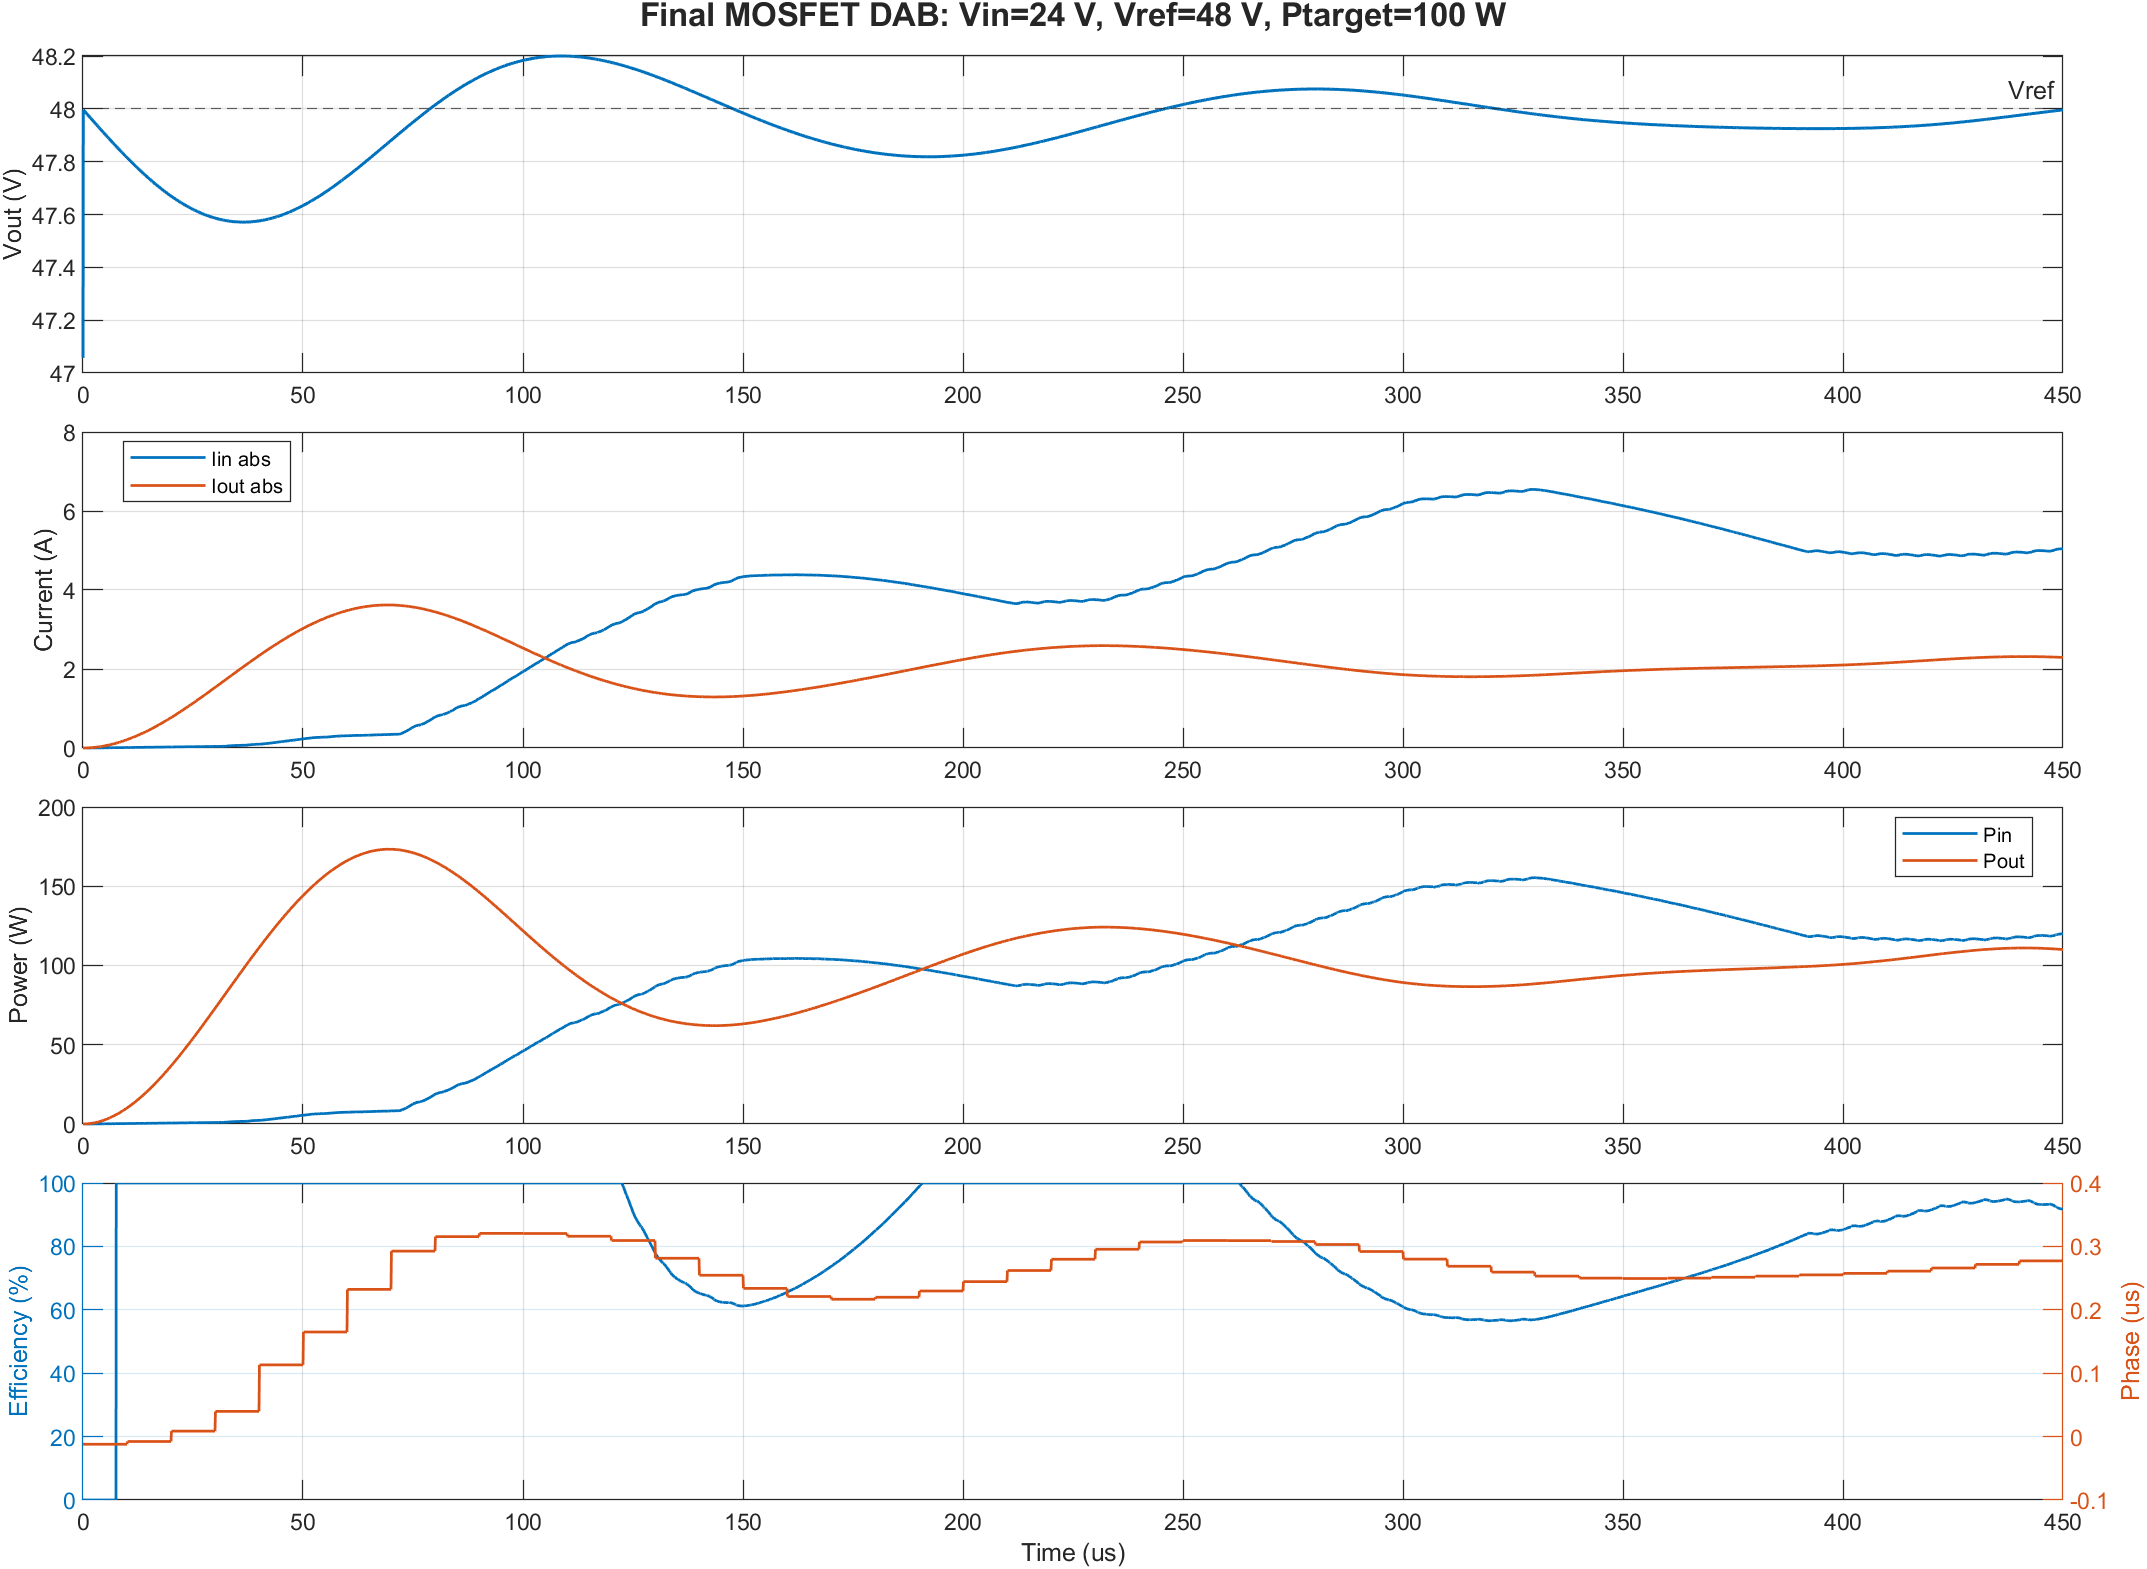 Final MOSFET DAB: Vin=24 V, Vref=48 V, Ptarget=100 W
48.2
48
47.8
47.6
47.4
47.2
47
Vout (V)
Vref
0 50 100 150 200 250 300 350 400 450
8
6
4
2
0
Current (A)
Iin abs
Iout abs
0 50 100 150 200 250 300 350 400 450
200
150
100
50
0
Power (W)
Pin
Pout
0 50 100 150 200 250 300 350 400 450
100
80
60
40
20
0
Efficiency (%)
0.4
0.3
0.2
0.1
0
-0.1
Phase (us)
0 50 100 150 200 250 300 350 400 450
Time (us)